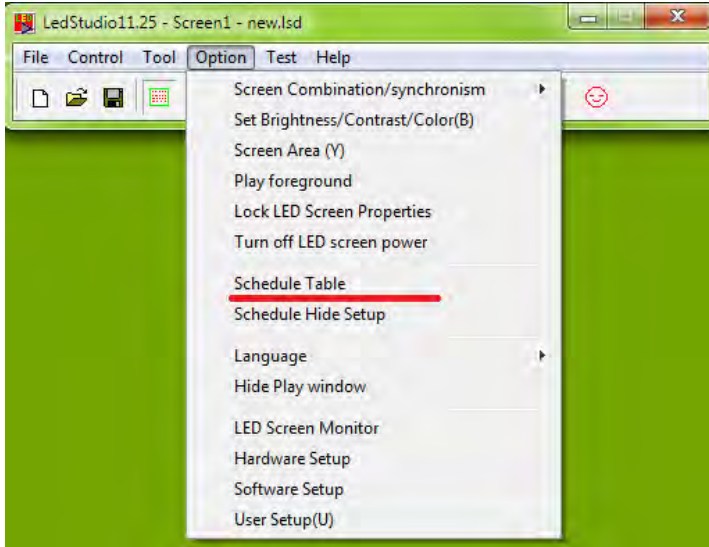 LedStudio11.25 - Screen1 - new.lsd
File Control Tool Option Test Help
Screen Combination/synchronism
Set Brightness/Contrast/Color(B)
Screen Area (Y)
Play foreground
Lock LED Screen Properties
Turn off LED screen power
Schedule Table
Schedule Hide Setup
Language
Hide Play window
LED Screen Monitor
Hardware Setup
Software Setup
User Setup(U)